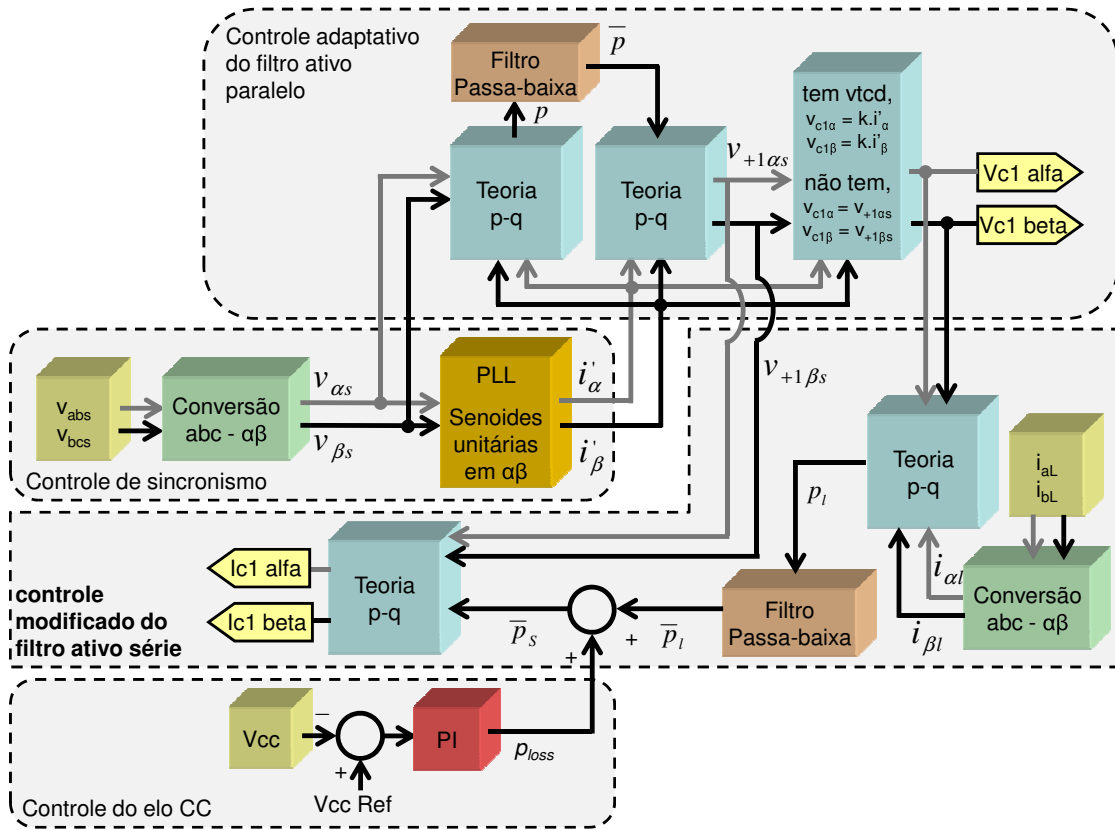 Controle adaptativo
do filtro ativo
paralelo
Filtro
Passa-baixa
p̅
p
Teoria
p-q
Teoria
p-q
v+1αs
tem vtcd,
vc1α = k.i'α
vc1β = k.i'β
não tem,
vc1α = v+1αs
vc1β = v+1βs
Vc1 alfa
Vc1 beta
vabs
vbcs
Conversão
abc - αβ
vαs
vβs
PLL
Senoides
unitárias
em αβ
i'α
i'β
v+1βs
Controle de sincronismo
Teoria
p-q
iaL
ibL
pl
iαl
iβl
Conversão
abc - αβ
Ic1 alfa
Ic1 beta
Teoria
p-q
controle
modificado do
filtro ativo série
p̅s
+
+
p̅l
Filtro
Passa-baixa
Vcc
−
+
PI
ploss
Vcc Ref
Controle do elo CC